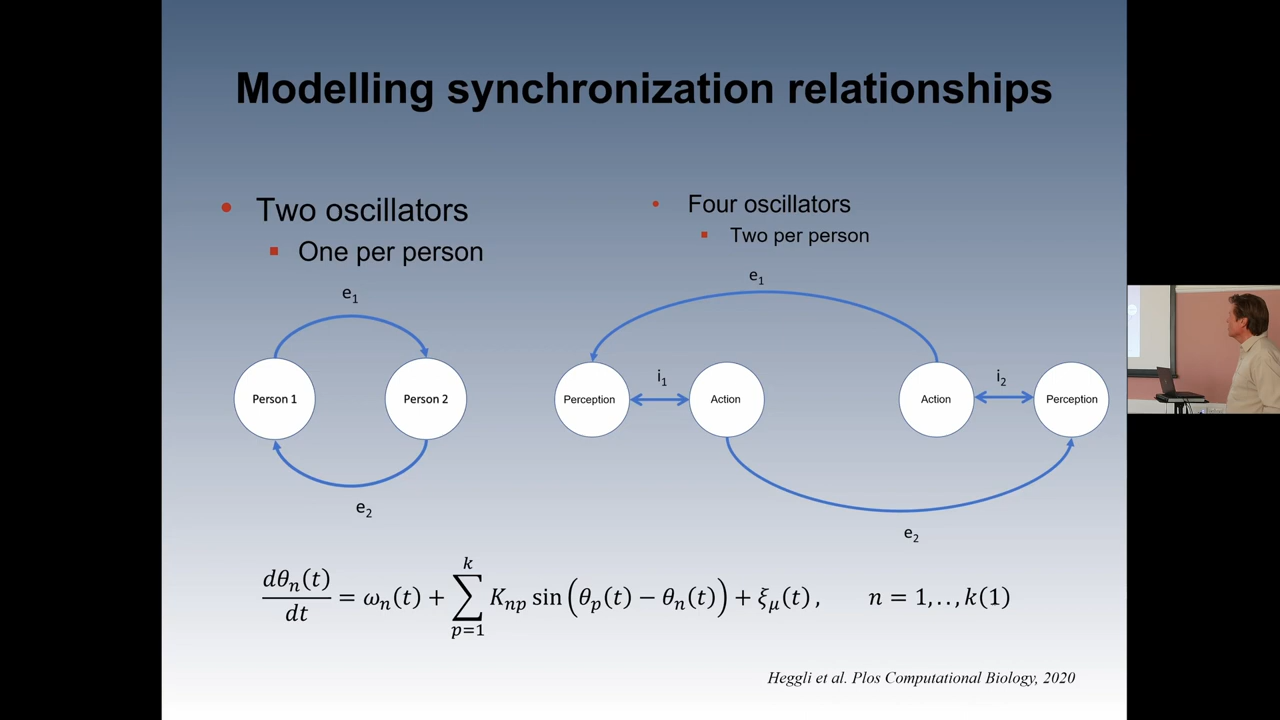 Modelling synchronization relationships
• Two oscillators
▪ One per person
• Four oscillators
▪ Two per person
e₁
Person 1
Person 2
e₂
e₁
Perception
i₁
Action
Action
i₂
Perception
e₂
dθₙ(t)/dt = ωₙ(t) + ∑ₚ₌₁ᵏ Kₙₚ sin(θₚ(t) − θₙ(t)) + ξμ(t), n = 1,..,k(1)
Heggli et al. Plos Computational Biology, 2020